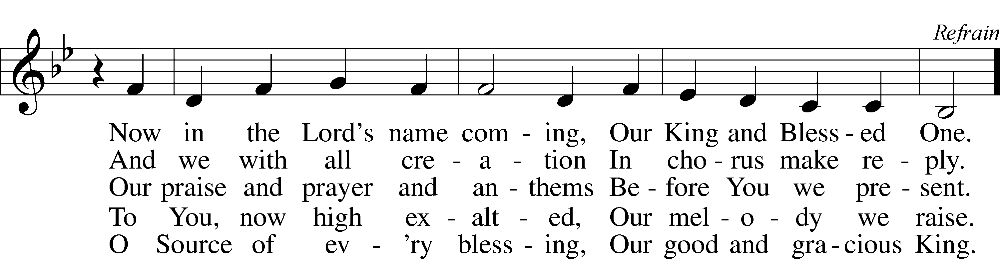 Refrain
Now in the Lord's name com - ing, Our King and Bless - ed One.
And we with all cre - a - tion In cho - rus make re - ply.
Our praise and prayer and an - thems Be - fore You we pre - sent.
To You, now high ex - alt - ed, Our mel - o - dy we raise.
O Source of ev - 'ry bless - ing, Our good and gra - cious King.